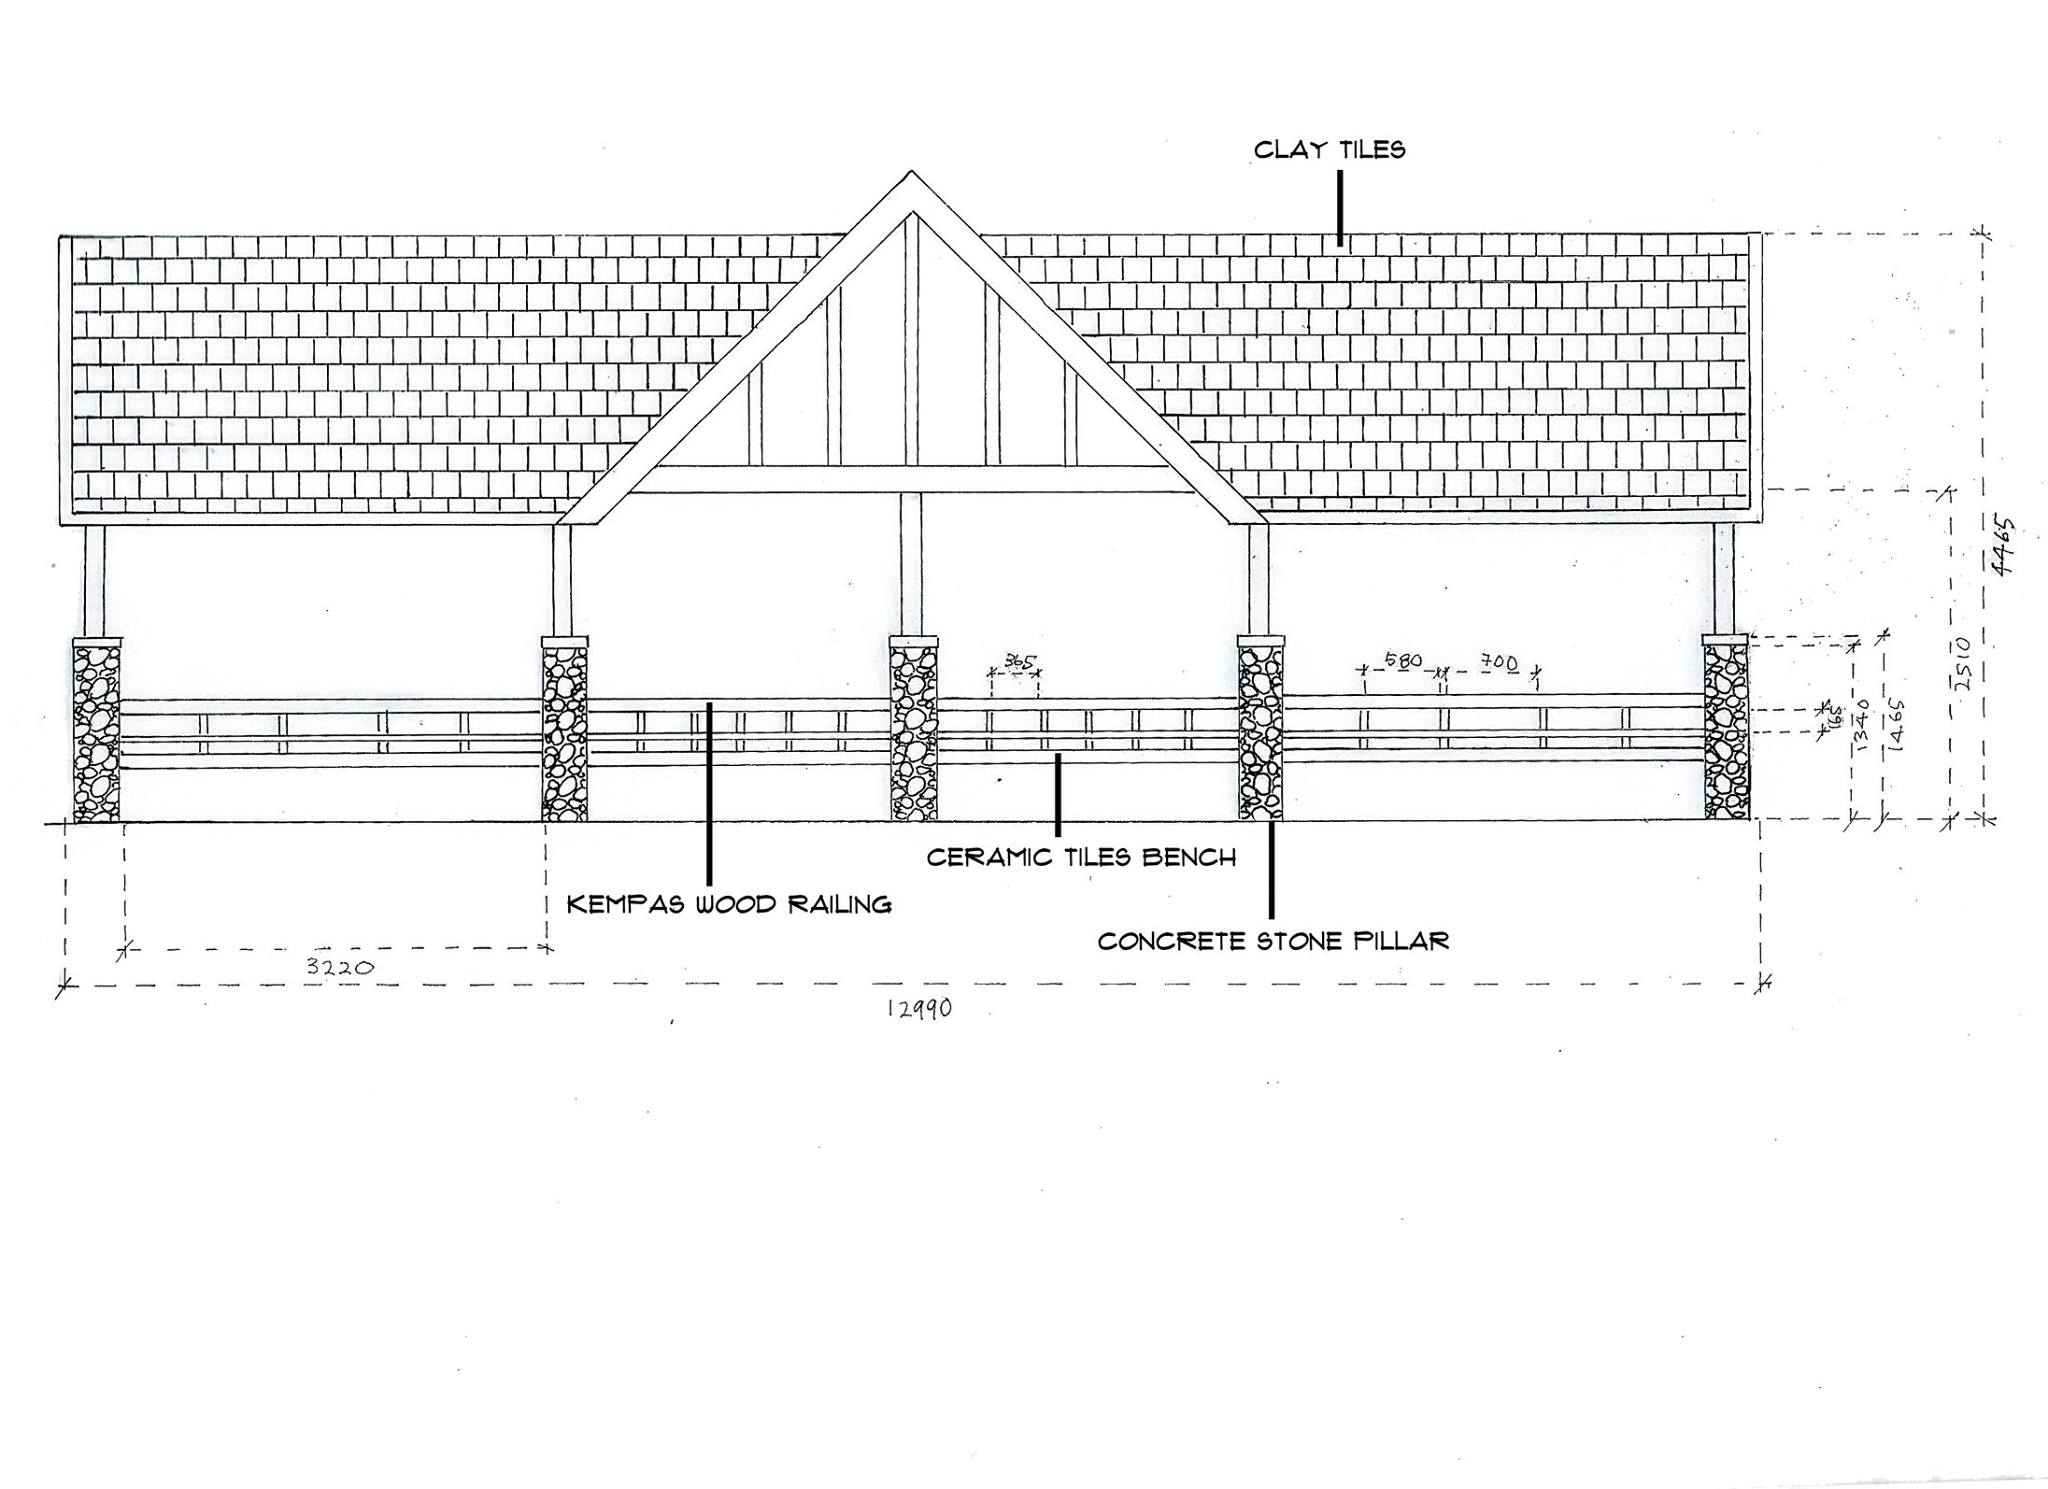 CLAY TILES
4465
365
580
700
165
1340
1465
2510
CERAMIC TILES BENCH
KEMPAS WOOD RAILING
CONCRETE STONE PILLAR
3220
12990